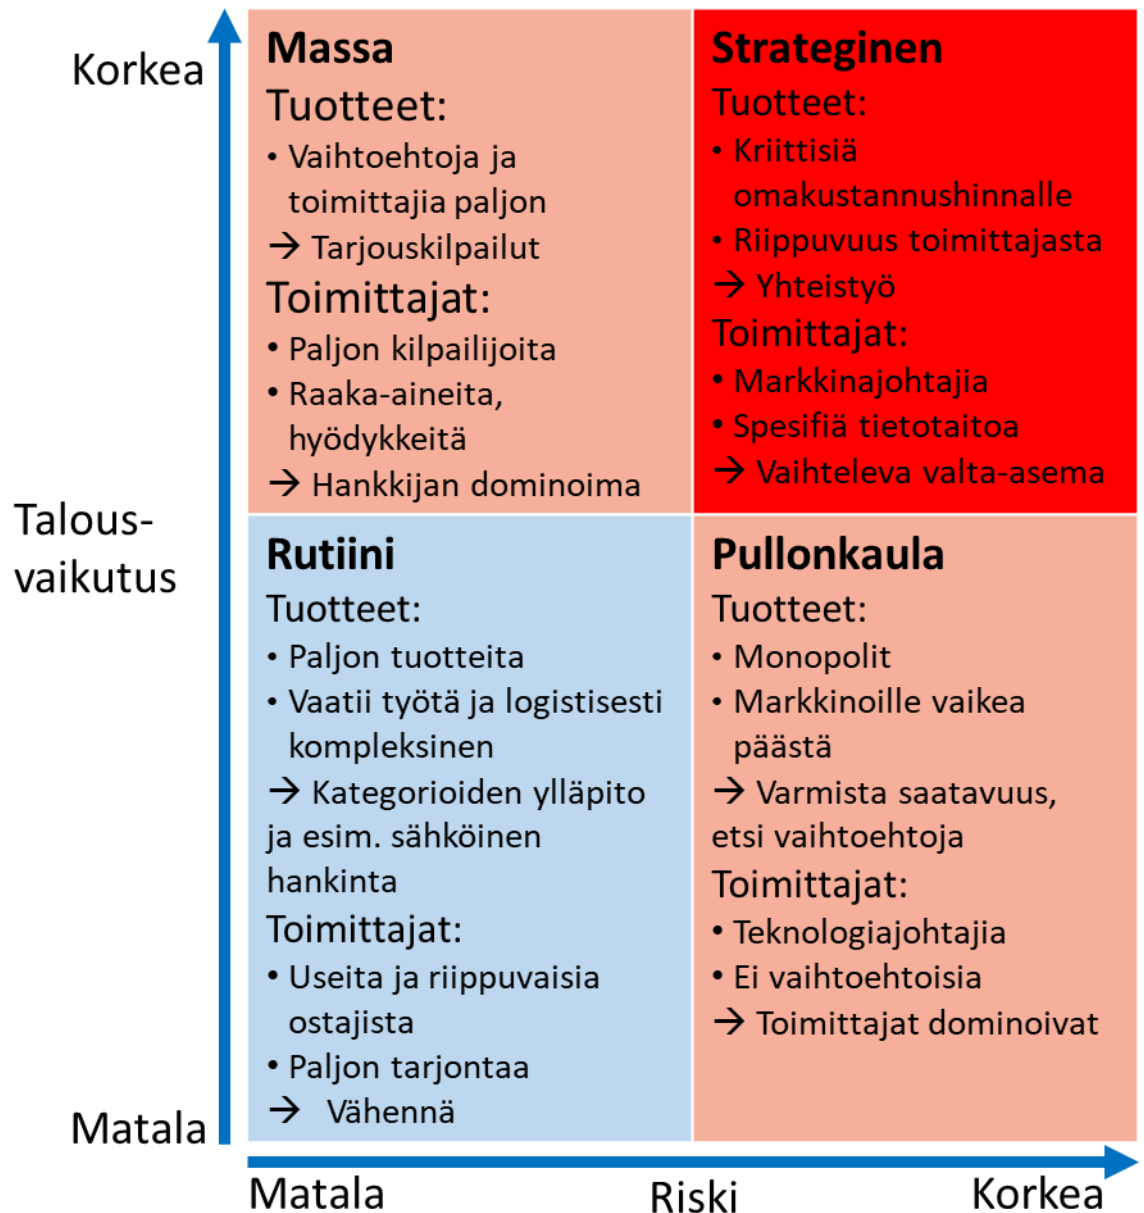 Korkea
Talous-
vaikutus
Matala
Massa
Tuotteet:
• Vaihtoehtoja ja
toimittajia paljon
→ Tarjouskilpailut
Toimittajat:
• Paljon kilpailijoita
• Raaka-aineita,
hyödykkeitä
→ Hankkijan dominoima
Strateginen
Tuotteet:
• Kriittisiä
omakustannushinnalle
• Riippuvuus toimittajasta
→ Yhteistyö
Toimittajat:
• Markkinajohtajia
• Spesifiä tietotaitoa
→ Vaihteleva valta-asema
Rutiini
Tuotteet:
• Paljon tuotteita
• Vaatii työtä ja logistisesti
kompleksinen
→ Kategorioiden ylläpito
ja esim. sähköinen
hankinta
Toimittajat:
• Useita ja riippuvaisia
ostajista
• Paljon tarjontaa
→ Vähennä
Pullonkaula
Tuotteet:
• Monopolit
• Markkinoille vaikea
päästä
→ Varmista saatavuus,
etsi vaihtoehtoja
Toimittajat:
• Teknologiajohtajia
• Ei vaihtoehtoisia
→ Toimittajat dominoivat
Matala
Riski
Korkea